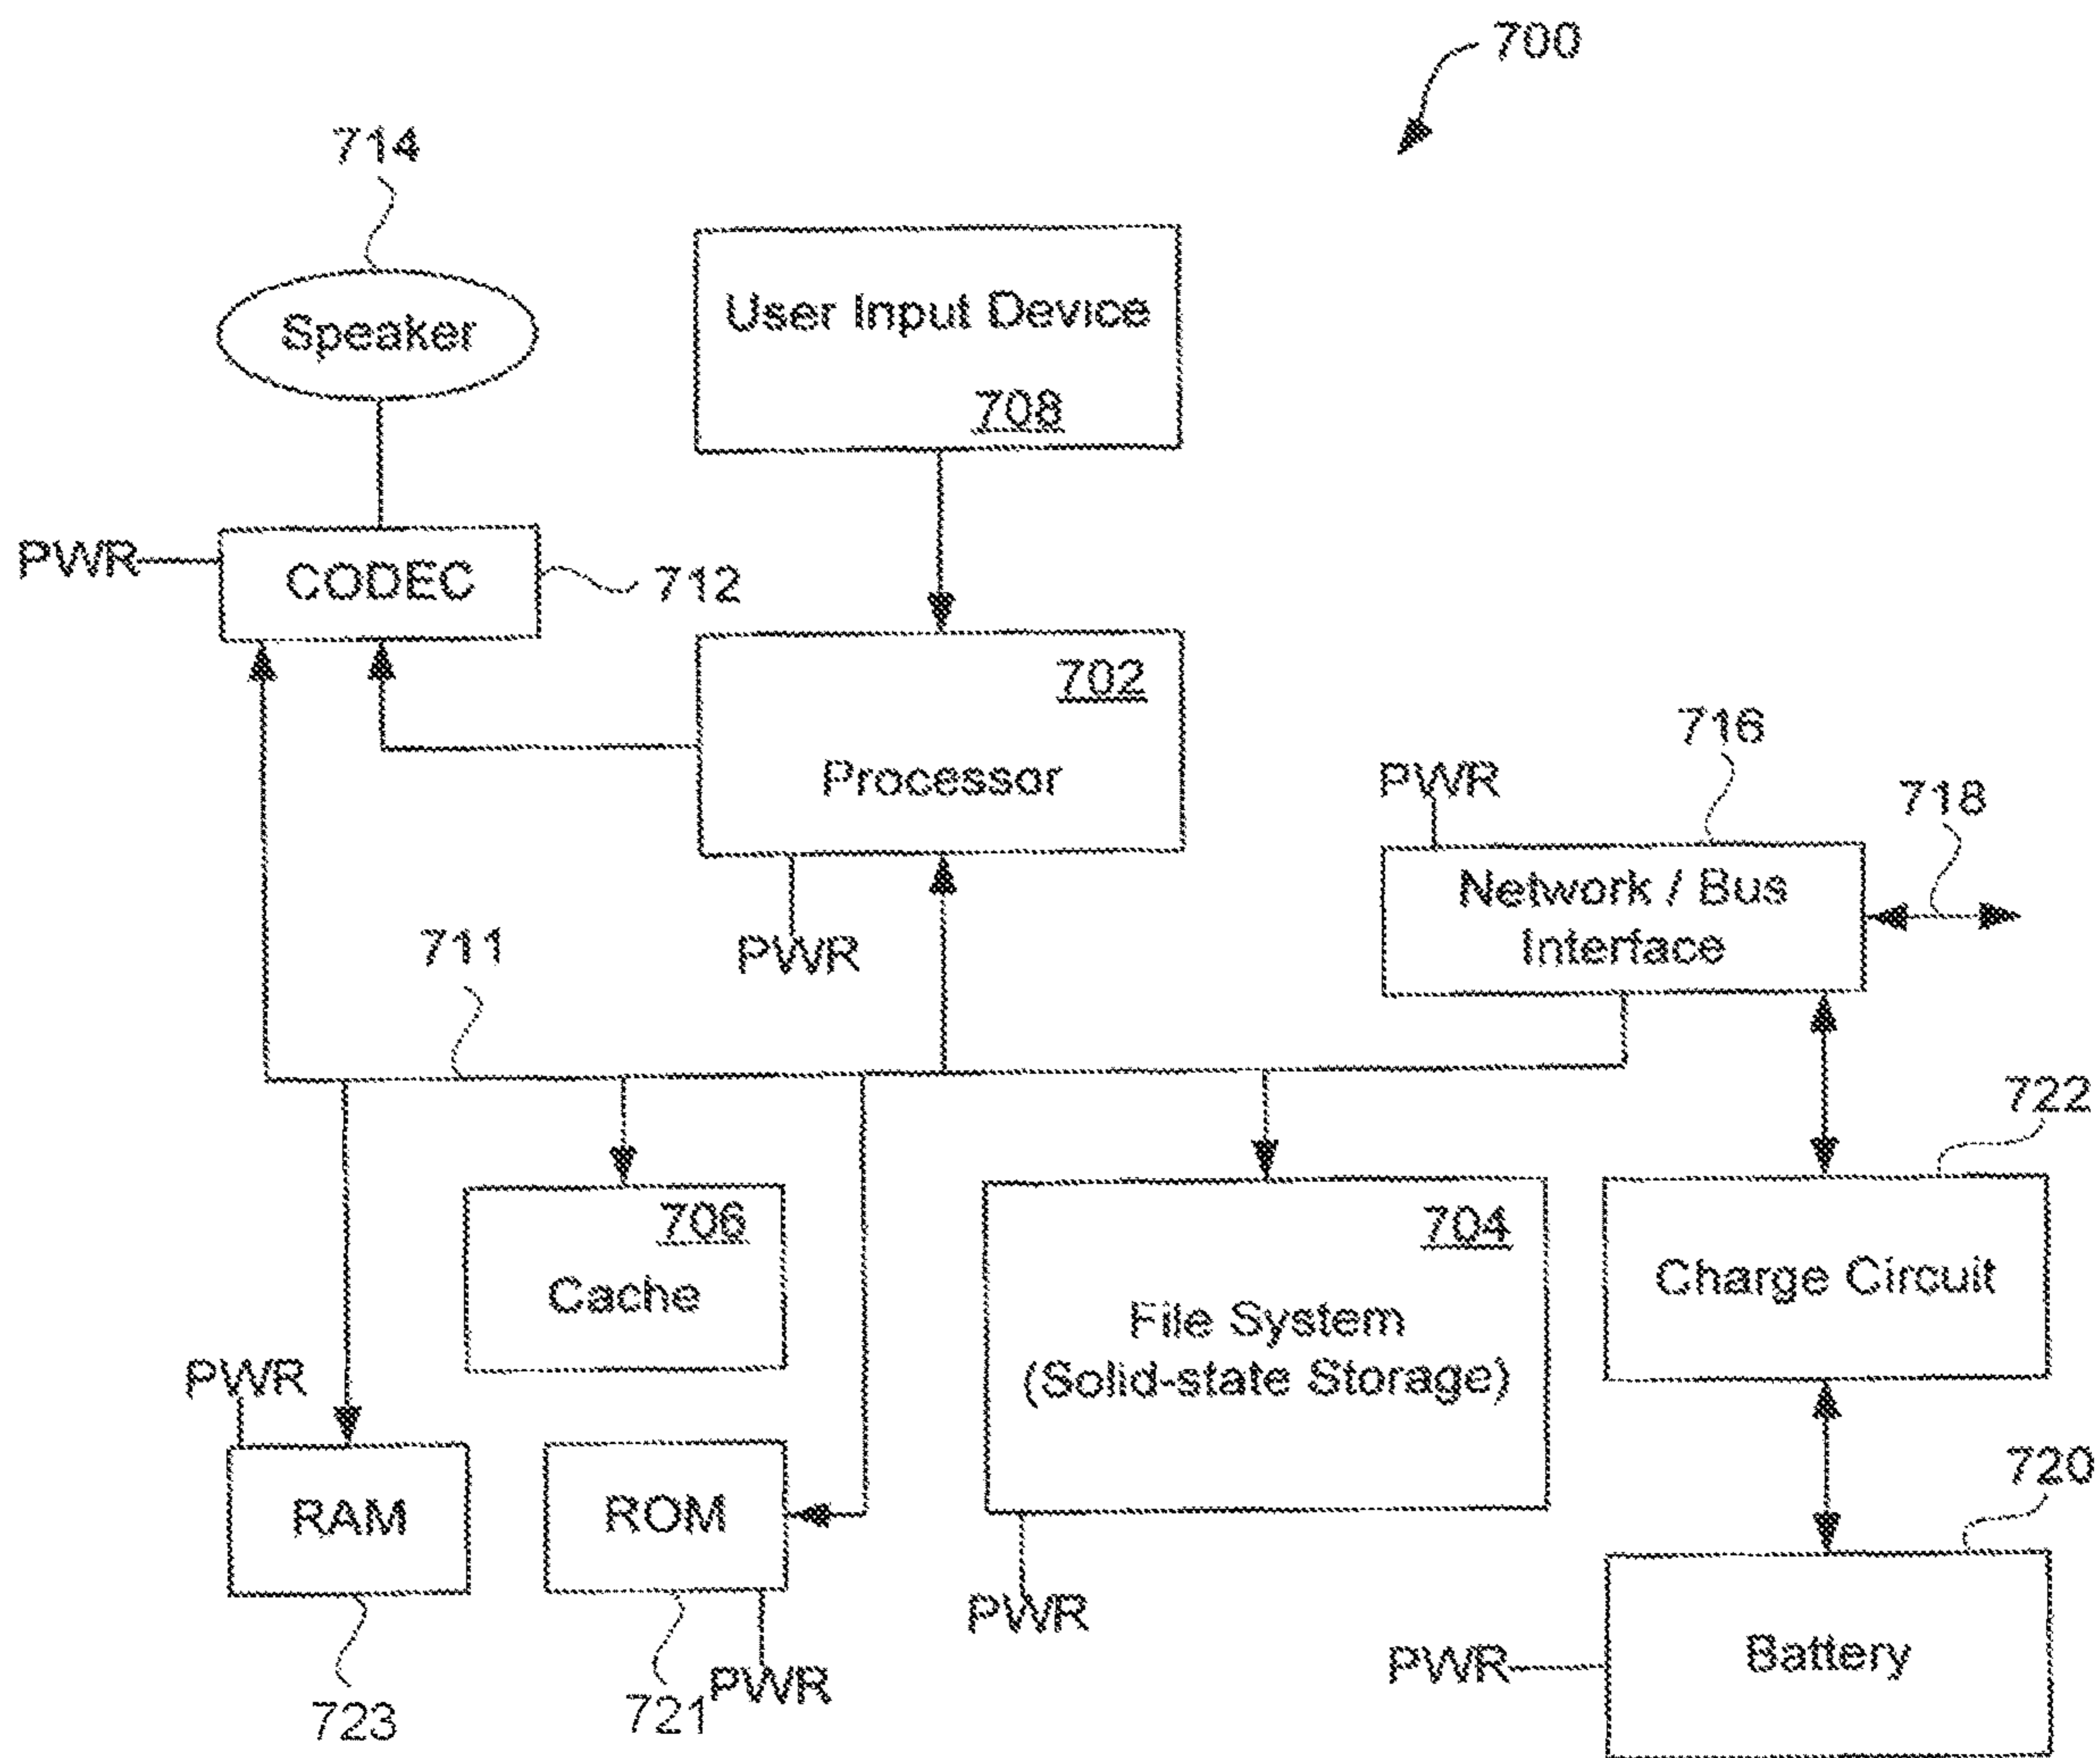 700
714
Speaker
User Input Device
708
PWR
CODEC
712
702
Processor
PWR
716
PWR
718
Network / Bus
Interface
711
722
706
Cache
704
File System
(Solid-state Storage)
Charge Circuit
PWR
RAM
ROM
720
PWR
PWR
Battery
723
721
PWR